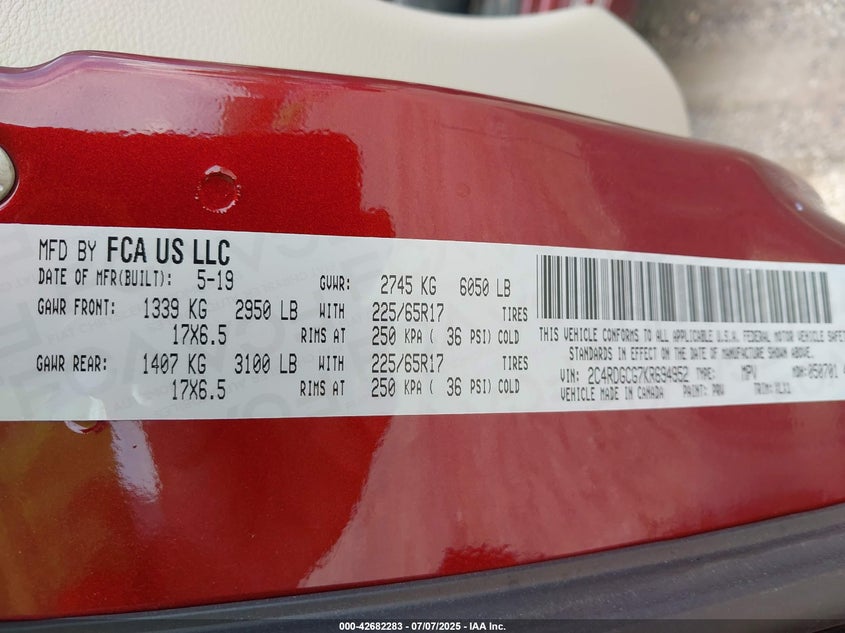 MFD BY FCA US LLC
DATE OF MFR(BUILT): 5-19 GVWR: 2745 KG 6050 LB
GAWR FRONT: 1339 KG 2950 LB WITH 225/65R17 TIRES
17X6.5 RIMS AT 250 KPA ( 36 PSI) COLD
GAWR REAR: 1407 KG 3100 LB WITH 225/65R17 TIRES
17X6.5 RIMS AT 250 KPA ( 36 PSI) COLD
THIS VEHICLE CONFORMS TO ALL APPLICABLE U.S.A. FEDERAL MOTOR VEHICLE SAFET
STANDARDS IN EFFECT ON THE DATE OF MANUFACTURE SHOWN ABOVE.
VIN: 2C4RDGCG7KR694952 TYPE: MPV MDH: 050701
VEHICLE MADE IN CANADA PAINT: PRV TRIM:
000-42682283 / 07/07/2025 - IAA Inc.